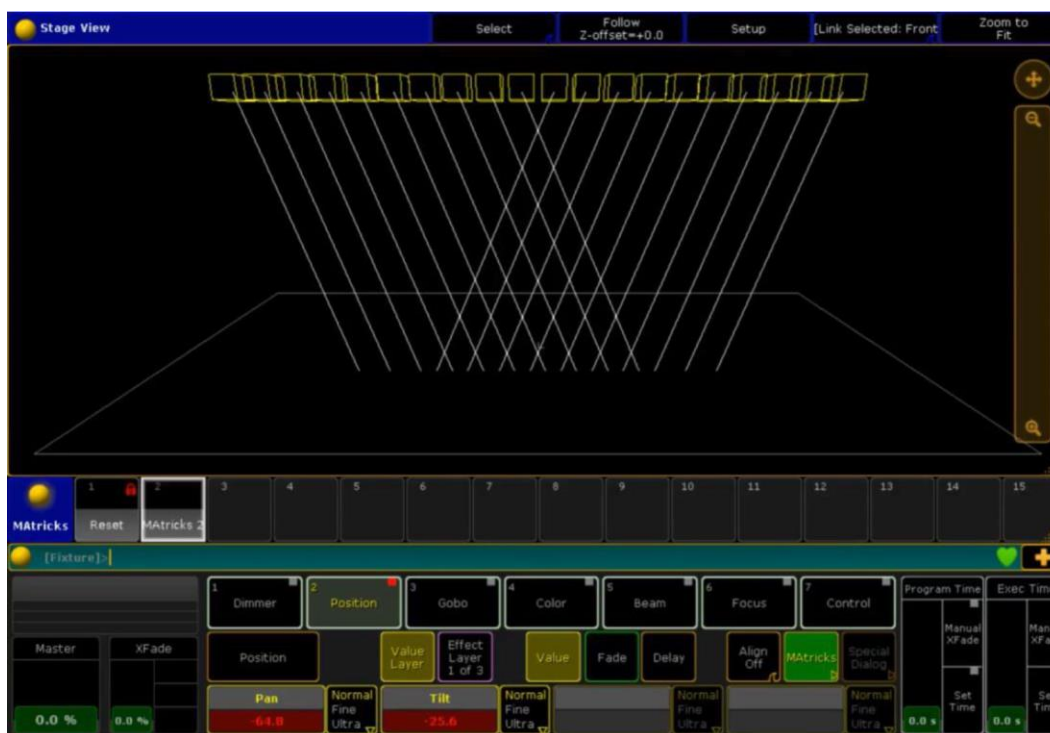 Stage View
Select
Follow
Z-offset=+0.0
Setup
[Link Selected: Front
Zoom to
Fit
MAtricks
1
Reset
2
MAtricks 2
3
4
5
6
7
8
9
10
11
12
13
14
15
[Fixture]>
1
Dimmer
2
Position
3
Gobo
4
Color
5
Beam
6
Focus
7
Control
Program Time
Exec Tim
Manual
XFade
Man
XFa
Master
XFade
Position
Value
Layer
Effect
Layer
1 of 3
Value
Fade
Delay
Align
Off
MAtricks
Special
Dialog
Set
Time
Se
Tim
Pan
-64.8
Normal
Fine
Ultra
Tilt
-25.6
Normal
Fine
Ultra
Normal
Fine
Ultra
Normal
Fine
Ultra
0.0 %
0.0 %
0.0 s
0.0 s